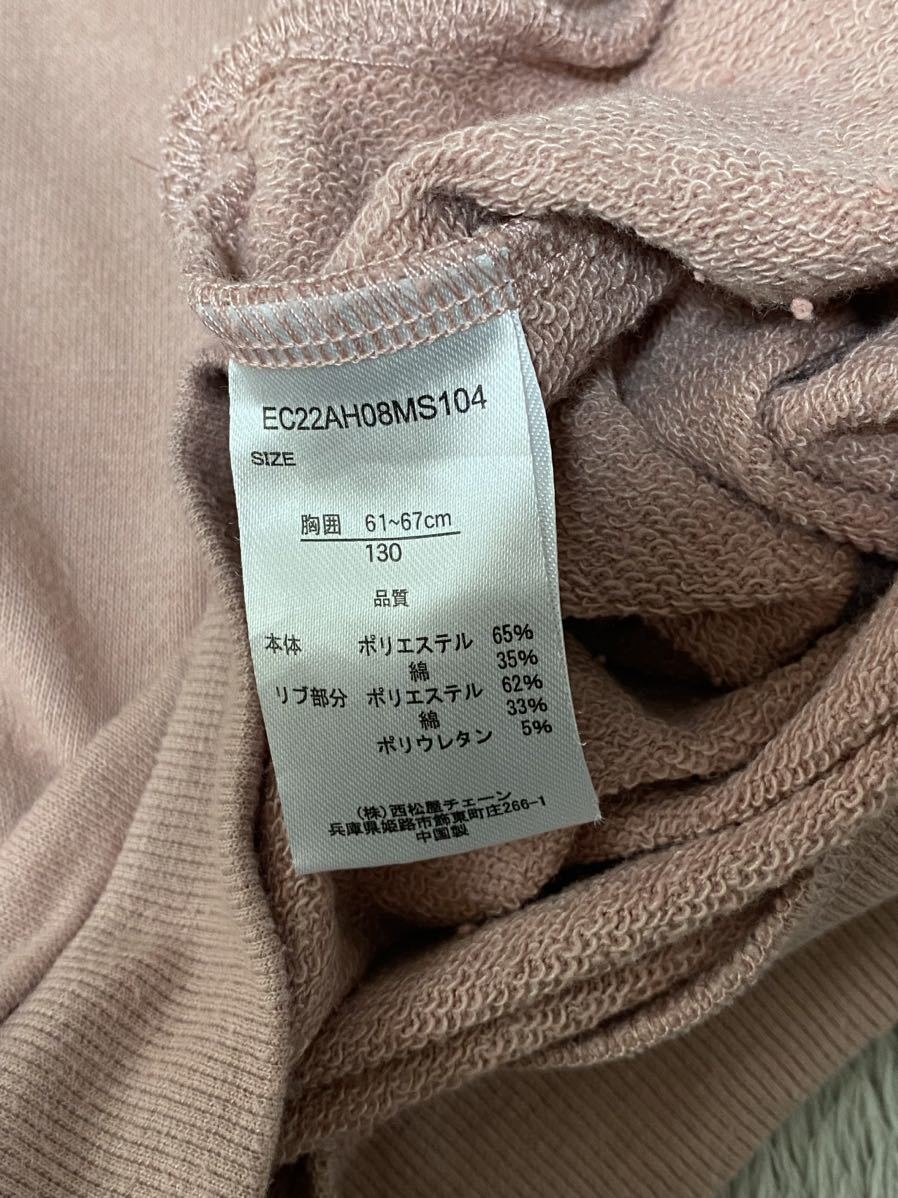 EC22AH08MS104
SIZE
胸囲 61~67cm
130
品質
本体 ポリエステル 65%
綿 35%
リブ部分 ポリエステル 62%
綿 33%
ポリウレタン 5%
(株)西松屋チェーン
兵庫県姫路市飾東町庄266-1
中国製